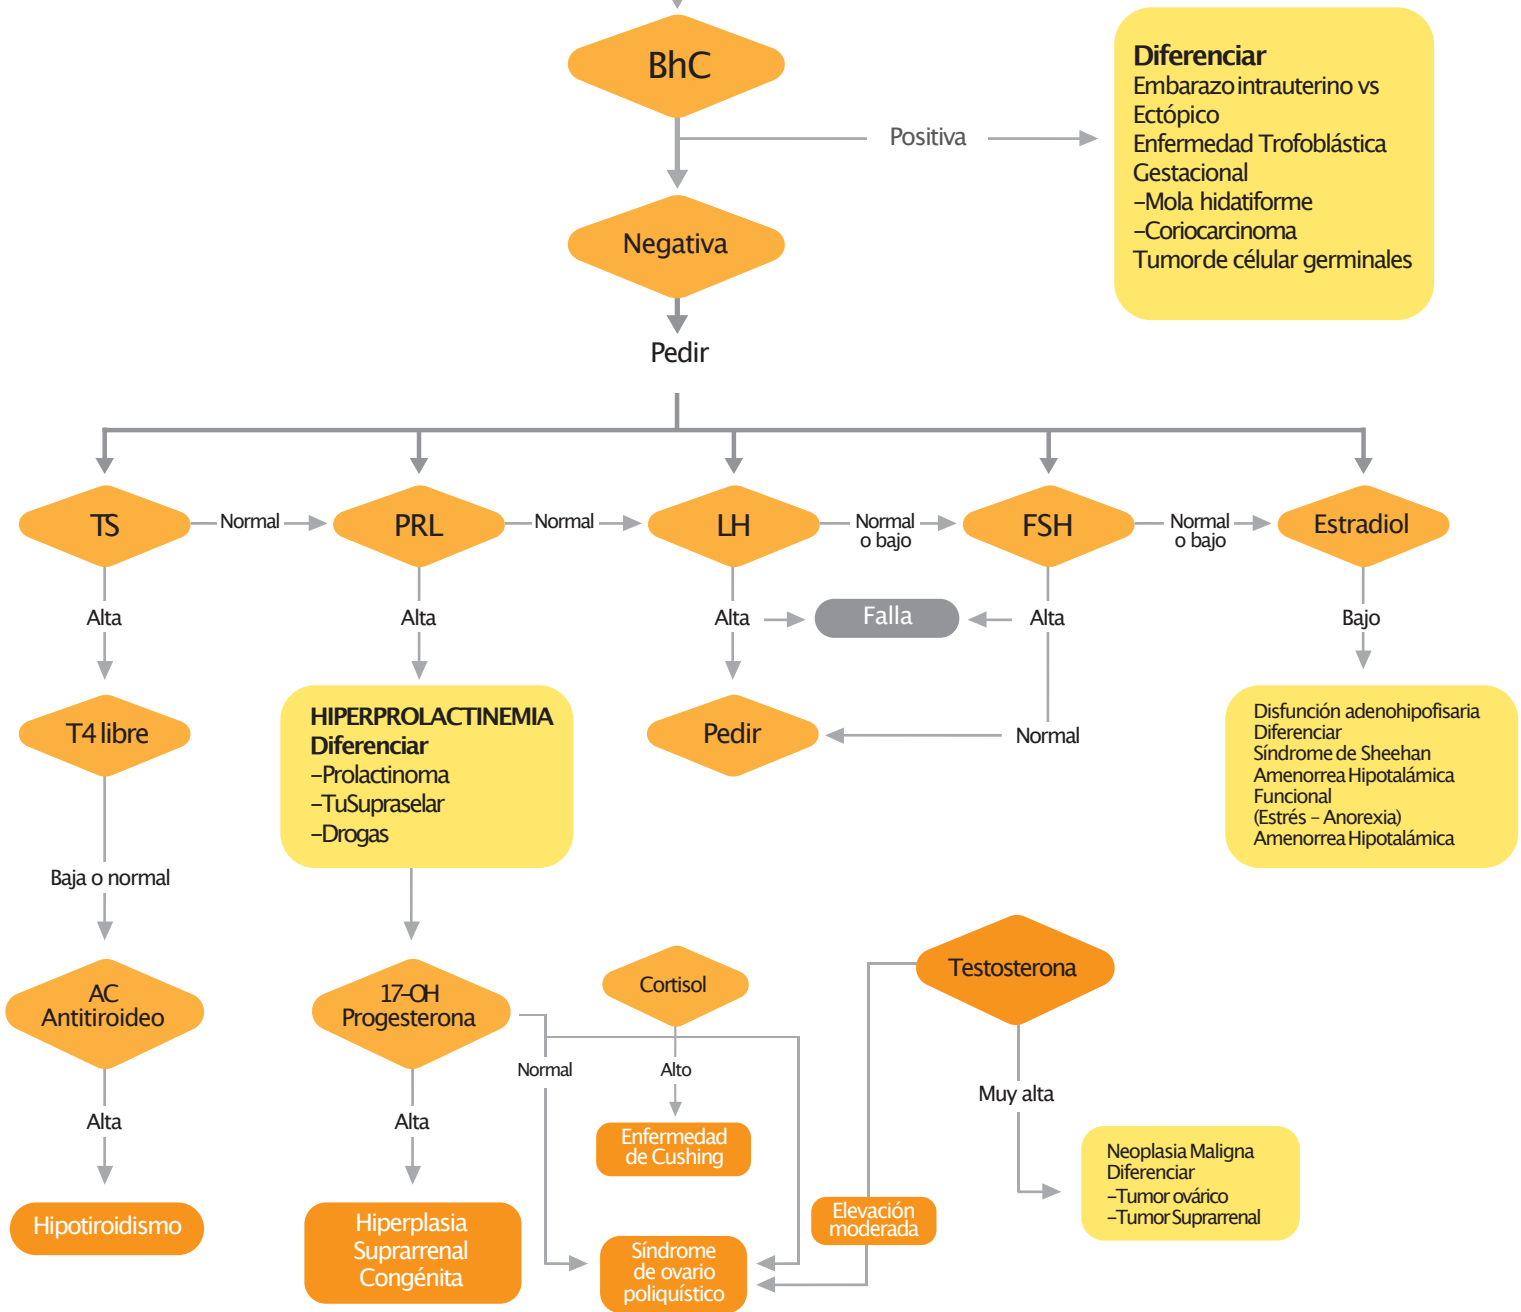 BhC
Diferenciar
Embarazo intrauterino vs
Ectópico
Enfermedad Trofoblástica
Gestacional
-Mola hidatiforme
-Coriocarcinoma
Tumor de célular germinales
Positiva
Negativa
Pedir
TS
Normal
PRL
Normal
LH
Normal
o bajo
FSH
Normal
o bajo
Estradiol
Alta
Alta
Alta
Falla
Alta
Bajo
T4 libre
HIPERPROLACTINEMIA
Diferenciar
-Prolactinoma
-TuSupraselar
-Drogas
Pedir
Normal
Disfunción adenohipofisaria
Diferenciar
Síndrome de Sheehan
Amenorrea Hipotalámica
Funcional
(Estrés - Anorexia)
Amenorrea Hipotalámica
Baja o normal
AC
Antitiroideo
17-OH
Progesterona
Cortisol
Testosterona
Normal
Alto
Muy alta
Alta
Alta
Enfermedad
de Cushing
Neoplasia Maligna
Diferenciar
-Tumor ovárico
-Tumor Suprarrenal
Hipotiroidismo
Hiperplasia
Suprarrenal
Congénita
Síndrome
de ovario
poliquístico
Elevación
moderada